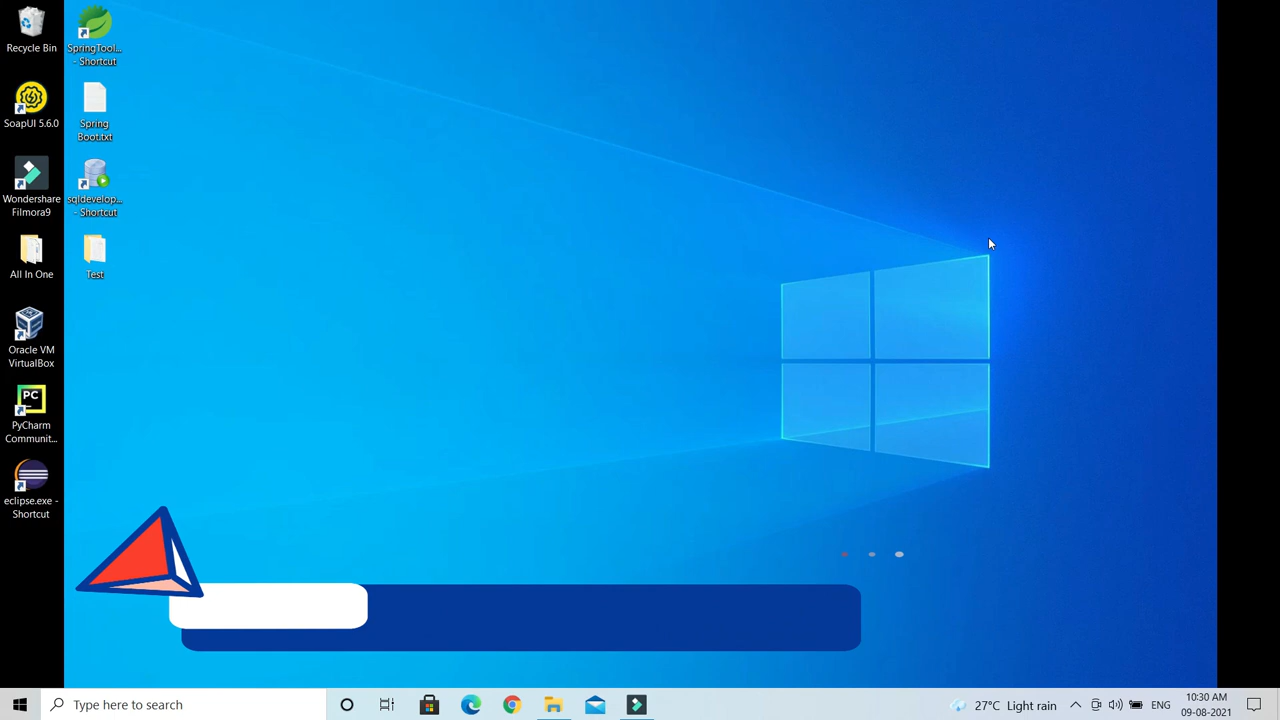 Recycle Bin
SpringTool...
- Shortcut
SoapUI 5.6.0
Spring
Boot.txt
Wondershare
Filmora9
sqldevelop...
- Shortcut
All In One
Test
Oracle VM
VirtualBox
PC
PyCharm
Communit...
eclipse.exe -
Shortcut
Type here to search
27°C Light rain
ENG
10:30 AM
09-08-2021